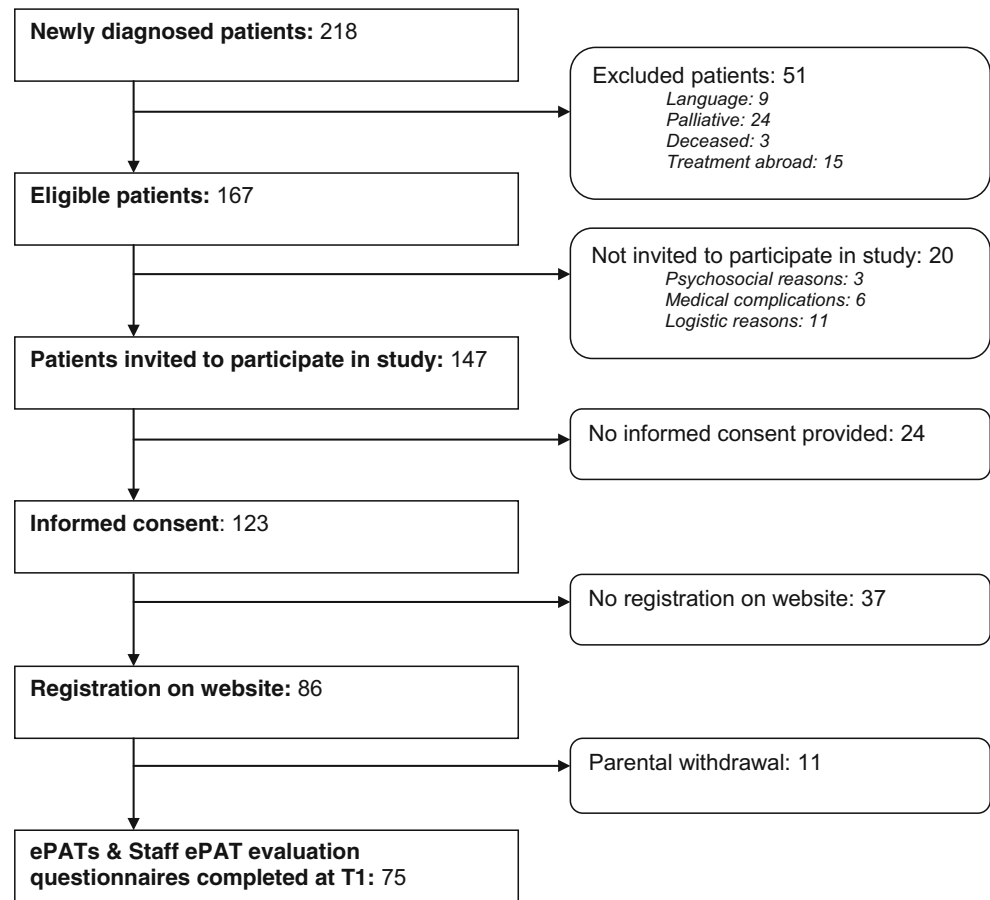 Newly diagnosed patients: 218
Excluded patients: 51
Language: 9
Palliative: 24
Deceased: 3
Treatment abroad: 15
Eligible patients: 167
Not invited to participate in study: 20
Psychosocial reasons: 3
Medical complications: 6
Logistic reasons: 11
Patients invited to participate in study: 147
No informed consent provided: 24
Informed consent: 123
No registration on website: 37
Registration on website: 86
Parental withdrawal: 11
ePATs & Staff ePAT evaluation
questionnaires completed at T1: 75